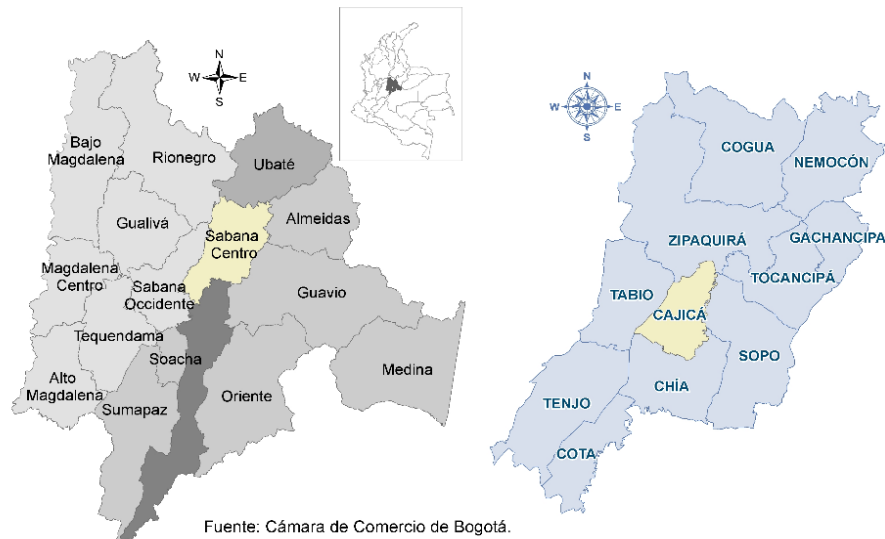 N
W E
S
Bajo
Magdalena
Rionegro
Ubaté
Gualivá
Almeidas
Sabana
Centro
Magdalena
Centro
Sabana
Occidente
Guavio
Tequendama
Soacha
Medina
Alto
Magdalena
Oriente
Sumapaz
Fuente: Cámara de Comercio de Bogotá.
N
W E
S
COGUA
NEMOCÓN
ZIPAQUIRÁ
GACHANCIPA
TOCANCIPÁ
TABIO
CAJICÁ
SOPO
CHÍA
TENJO
COTA